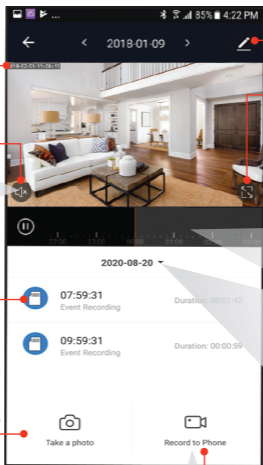 85% 4:22 PM
2018-01-09
2020-08-20
07:59:31
Event Recording
Duration: 00:01:42
09:59:31
Event Recording
Duration: 00:00:59
Take a photo
Record to Phone